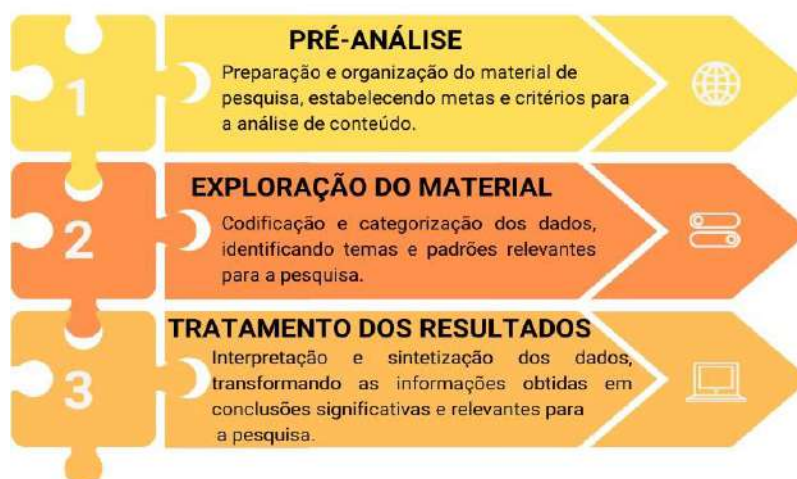 1
PRÉ-ANÁLISE
Preparação e organização do material de
pesquisa, estabelecendo metas e critérios para
a análise de conteúdo.
2
EXPLORAÇÃO DO MATERIAL
Codificação e categorização dos dados,
identificando temas e padrões relevantes
para a pesquisa.
3
TRATAMENTO DOS RESULTADOS
Interpretação e sintetização dos dados,
transformando as informações obtidas em
conclusões significativas e relevantes para
a pesquisa.